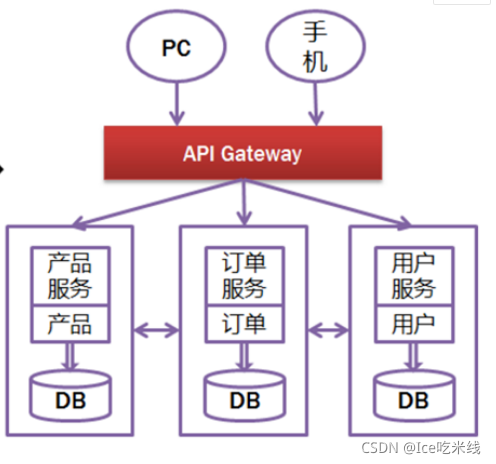 PC
手
机
API Gateway
产品
服务
订单
服务
用户
服务
产品
订单
用户
DB
DB
DB
CSDN @Ice吃米线